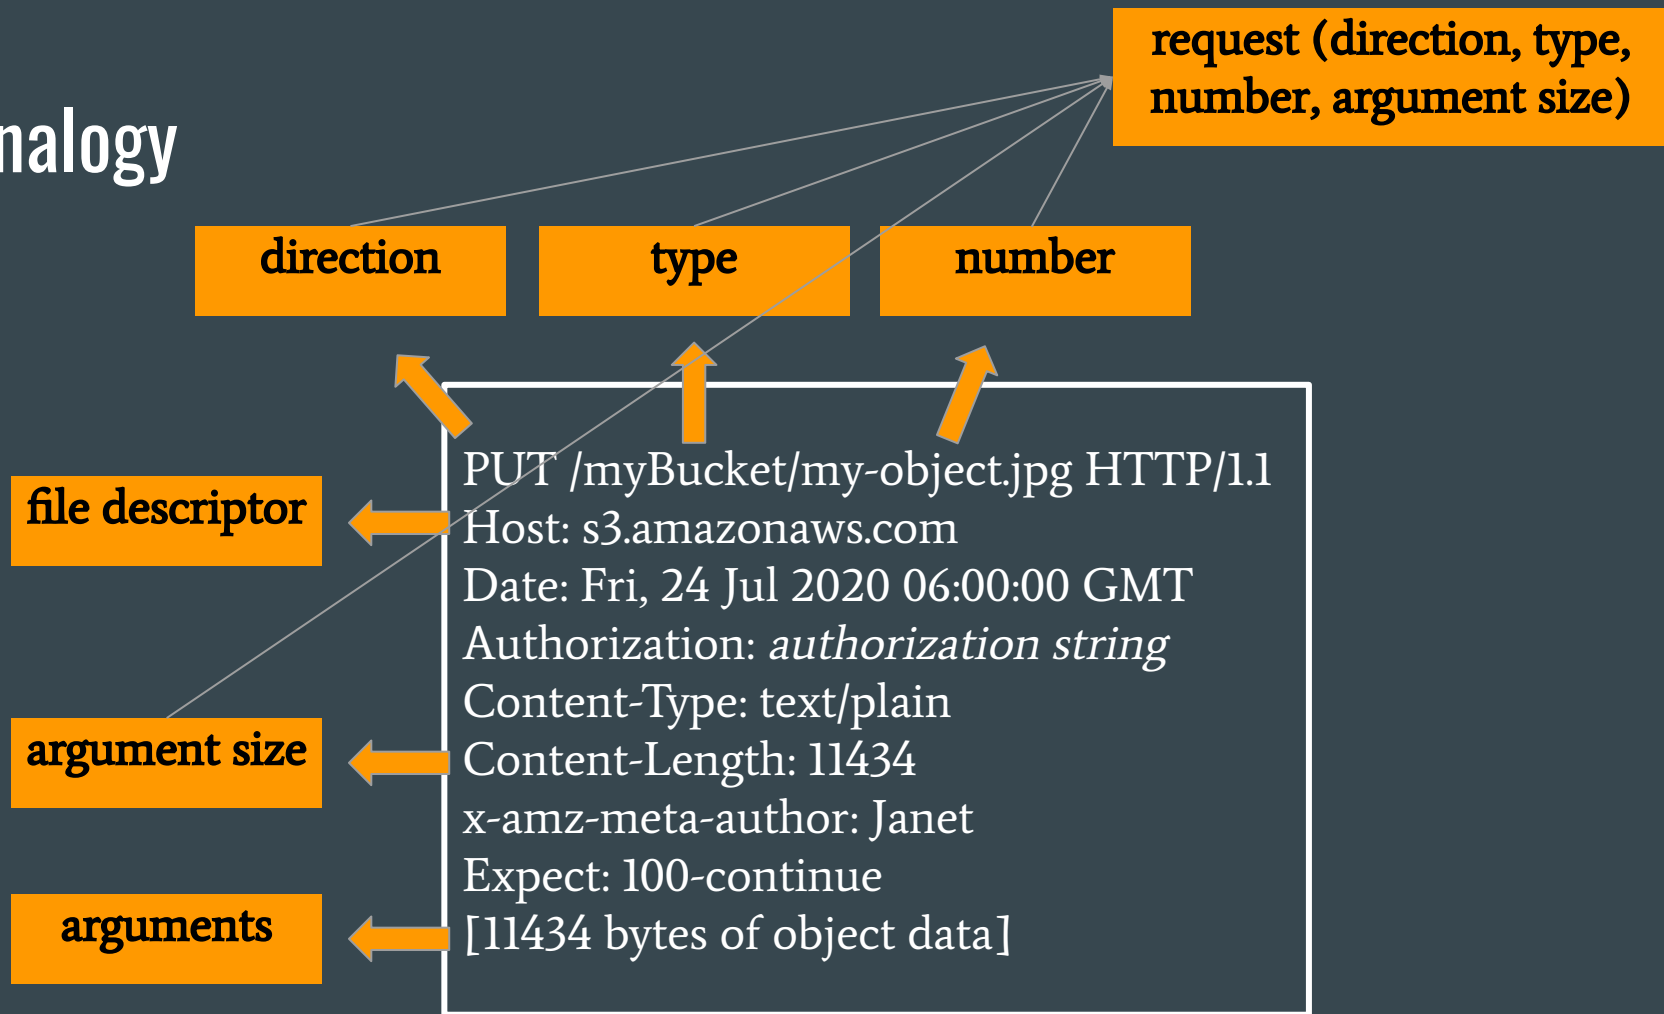 request (direction, type,
number, argument size)
nalogy
direction
type
number
PUT /myBucket/my-object.jpg HTTP/1.1
file descriptor
Host: s3.amazonaws.com
Date: Fri, 24 Jul 2020 06:00:00 GMT
Authorization: authorization string
Content-Type: text/plain
argument size
Content-Length: 11434
x-amz-meta-author: Janet
Expect: 100-continue
arguments
[11434 bytes of object data]